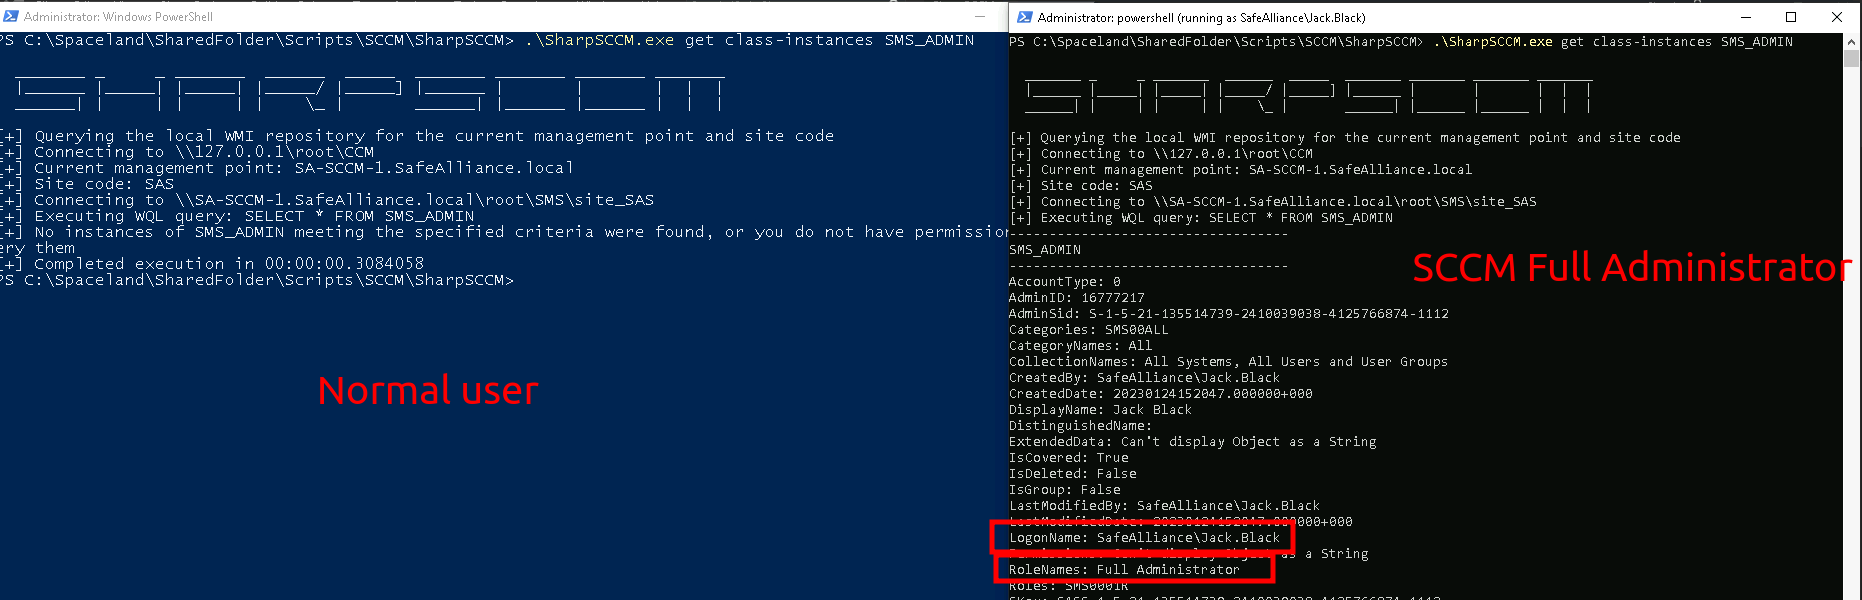 Administrator: Windows PowerShell
PS C:\Spaceland\SharedFolder\Scripts\SCCM\SharpSCCM> .\SharpSCCM.exe get class-instances SMS_ADMIN
SHARPSCCM
[+] Querying the local WMI repository for the current management point and site code
[+] Connecting to \\127.0.0.1\root\CCM
[+] Current management point: SA-SCCM-1.SafeAlliance.local
[+] Site code: SAS
[+] Connecting to \\SA-SCCM-1.SafeAlliance.local\root\SMS\site_SAS
[+] Executing WQL query: SELECT * FROM SMS_ADMIN
[+] No instances of SMS_ADMIN meeting the specified criteria were found, or you do not have permission
ery them
[+] Completed execution in 00:00:00.3084058
PS C:\Spaceland\SharedFolder\Scripts\SCCM\SharpSCCM>
Normal user
Administrator: powershell (running as SafeAlliance\Jack.Black)
PS C:\Spaceland\SharedFolder\Scripts\SCCM\SharpSCCM> .\SharpSCCM.exe get class-instances SMS_ADMIN
SHARPSCCM
[+] Querying the local WMI repository for the current management point and site code
[+] Connecting to \\127.0.0.1\root\CCM
[+] Current management point: SA-SCCM-1.SafeAlliance.local
[+] Site code: SAS
[+] Connecting to \\SA-SCCM-1.SafeAlliance.local\root\SMS\site_SAS
[+] Executing WQL query: SELECT * FROM SMS_ADMIN
-----------------------------------
SMS_ADMIN
-----------------------------------
SCCM Full Administrator
AccountType: 0
AdminID: 16777217
AdminSid: S-1-5-21-135514739-2410039038-4125766874-1112
Categories: SMS00ALL
CategoryNames: All
CollectionNames: All Systems, All Users and User Groups
CreatedBy: SafeAlliance\Jack.Black
CreatedDate: 20230124152047.000000+000
DisplayName: Jack Black
DistinguishedName:
ExtendedData: Can't display Object as a String
IsCovered: True
IsDeleted: False
IsGroup: False
LastModifiedBy: SafeAlliance\Jack.Black
LastModifiedDate: 20230124152047.000000+000
LogonName: SafeAlliance\Jack.Black
Permissions: Can't display Object as a String
RoleNames: Full Administrator
Roles: SMS0001R